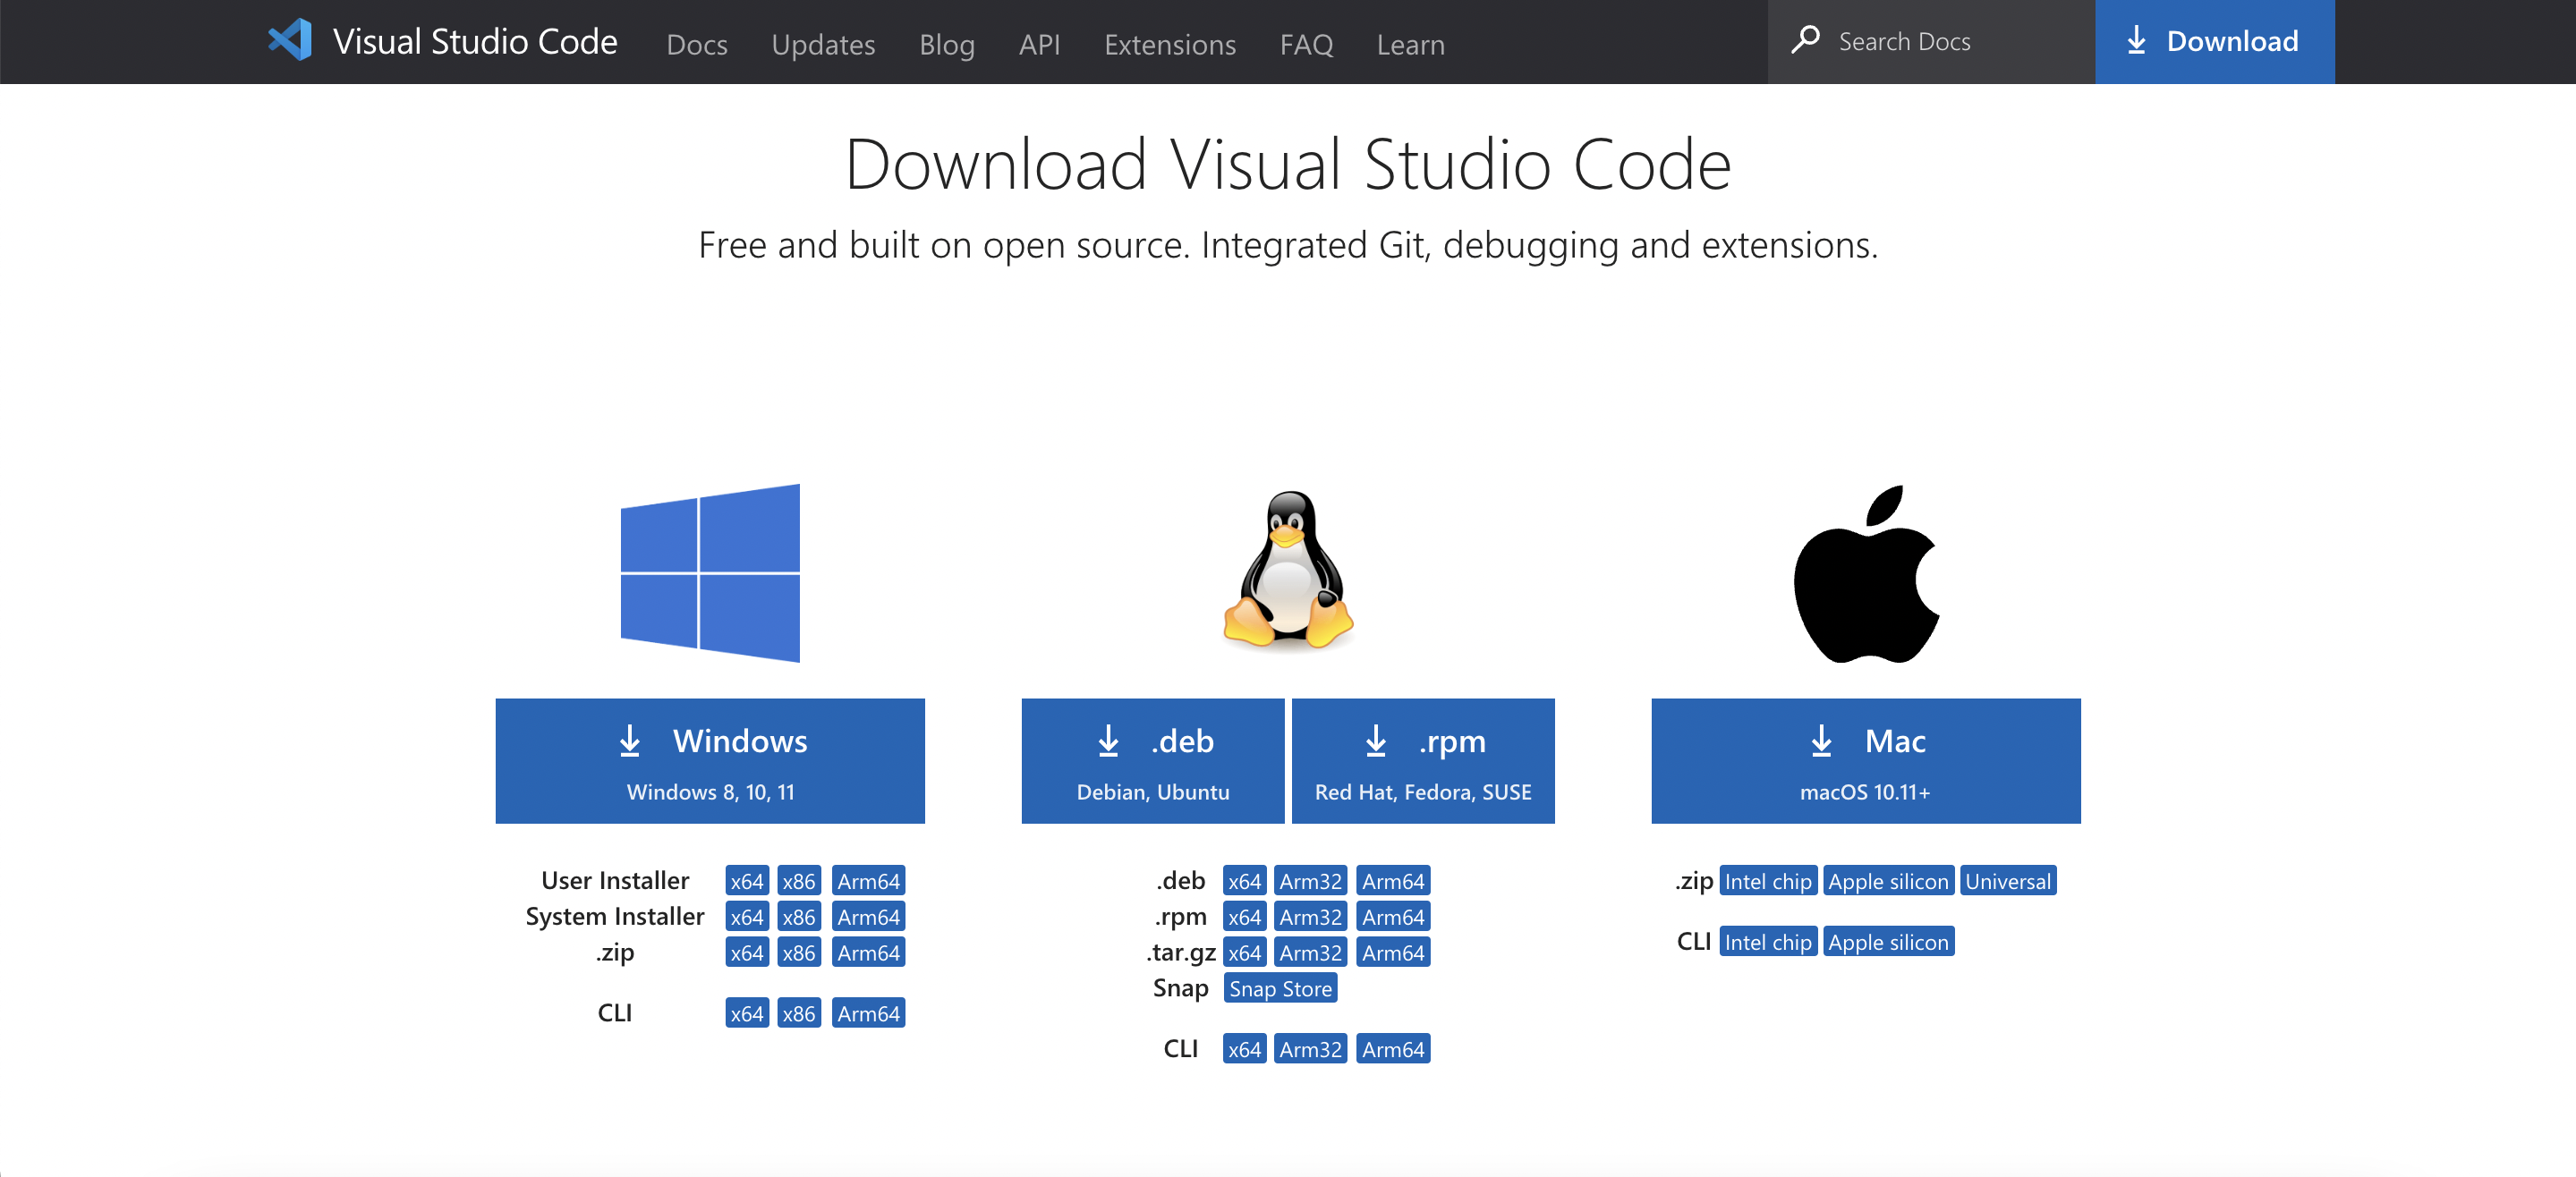 Visual Studio Code Docs Updates Blog API Extensions FAQ Learn Search Docs Download
Download Visual Studio Code
Free and built on open source. Integrated Git, debugging and extensions.
Windows
Windows 8, 10, 11
User Installer x64 x86 Arm64
System Installer x64 x86 Arm64
.zip x64 x86 Arm64
CLI x64 x86 Arm64
.deb
Debian, Ubuntu
.rpm
Red Hat, Fedora, SUSE
.deb x64 Arm32 Arm64
.rpm x64 Arm32 Arm64
.tar.gz x64 Arm32 Arm64
Snap Snap Store
CLI x64 Arm32 Arm64
Mac
macOS 10.11+
.zip Intel chip Apple silicon Universal
CLI Intel chip Apple silicon